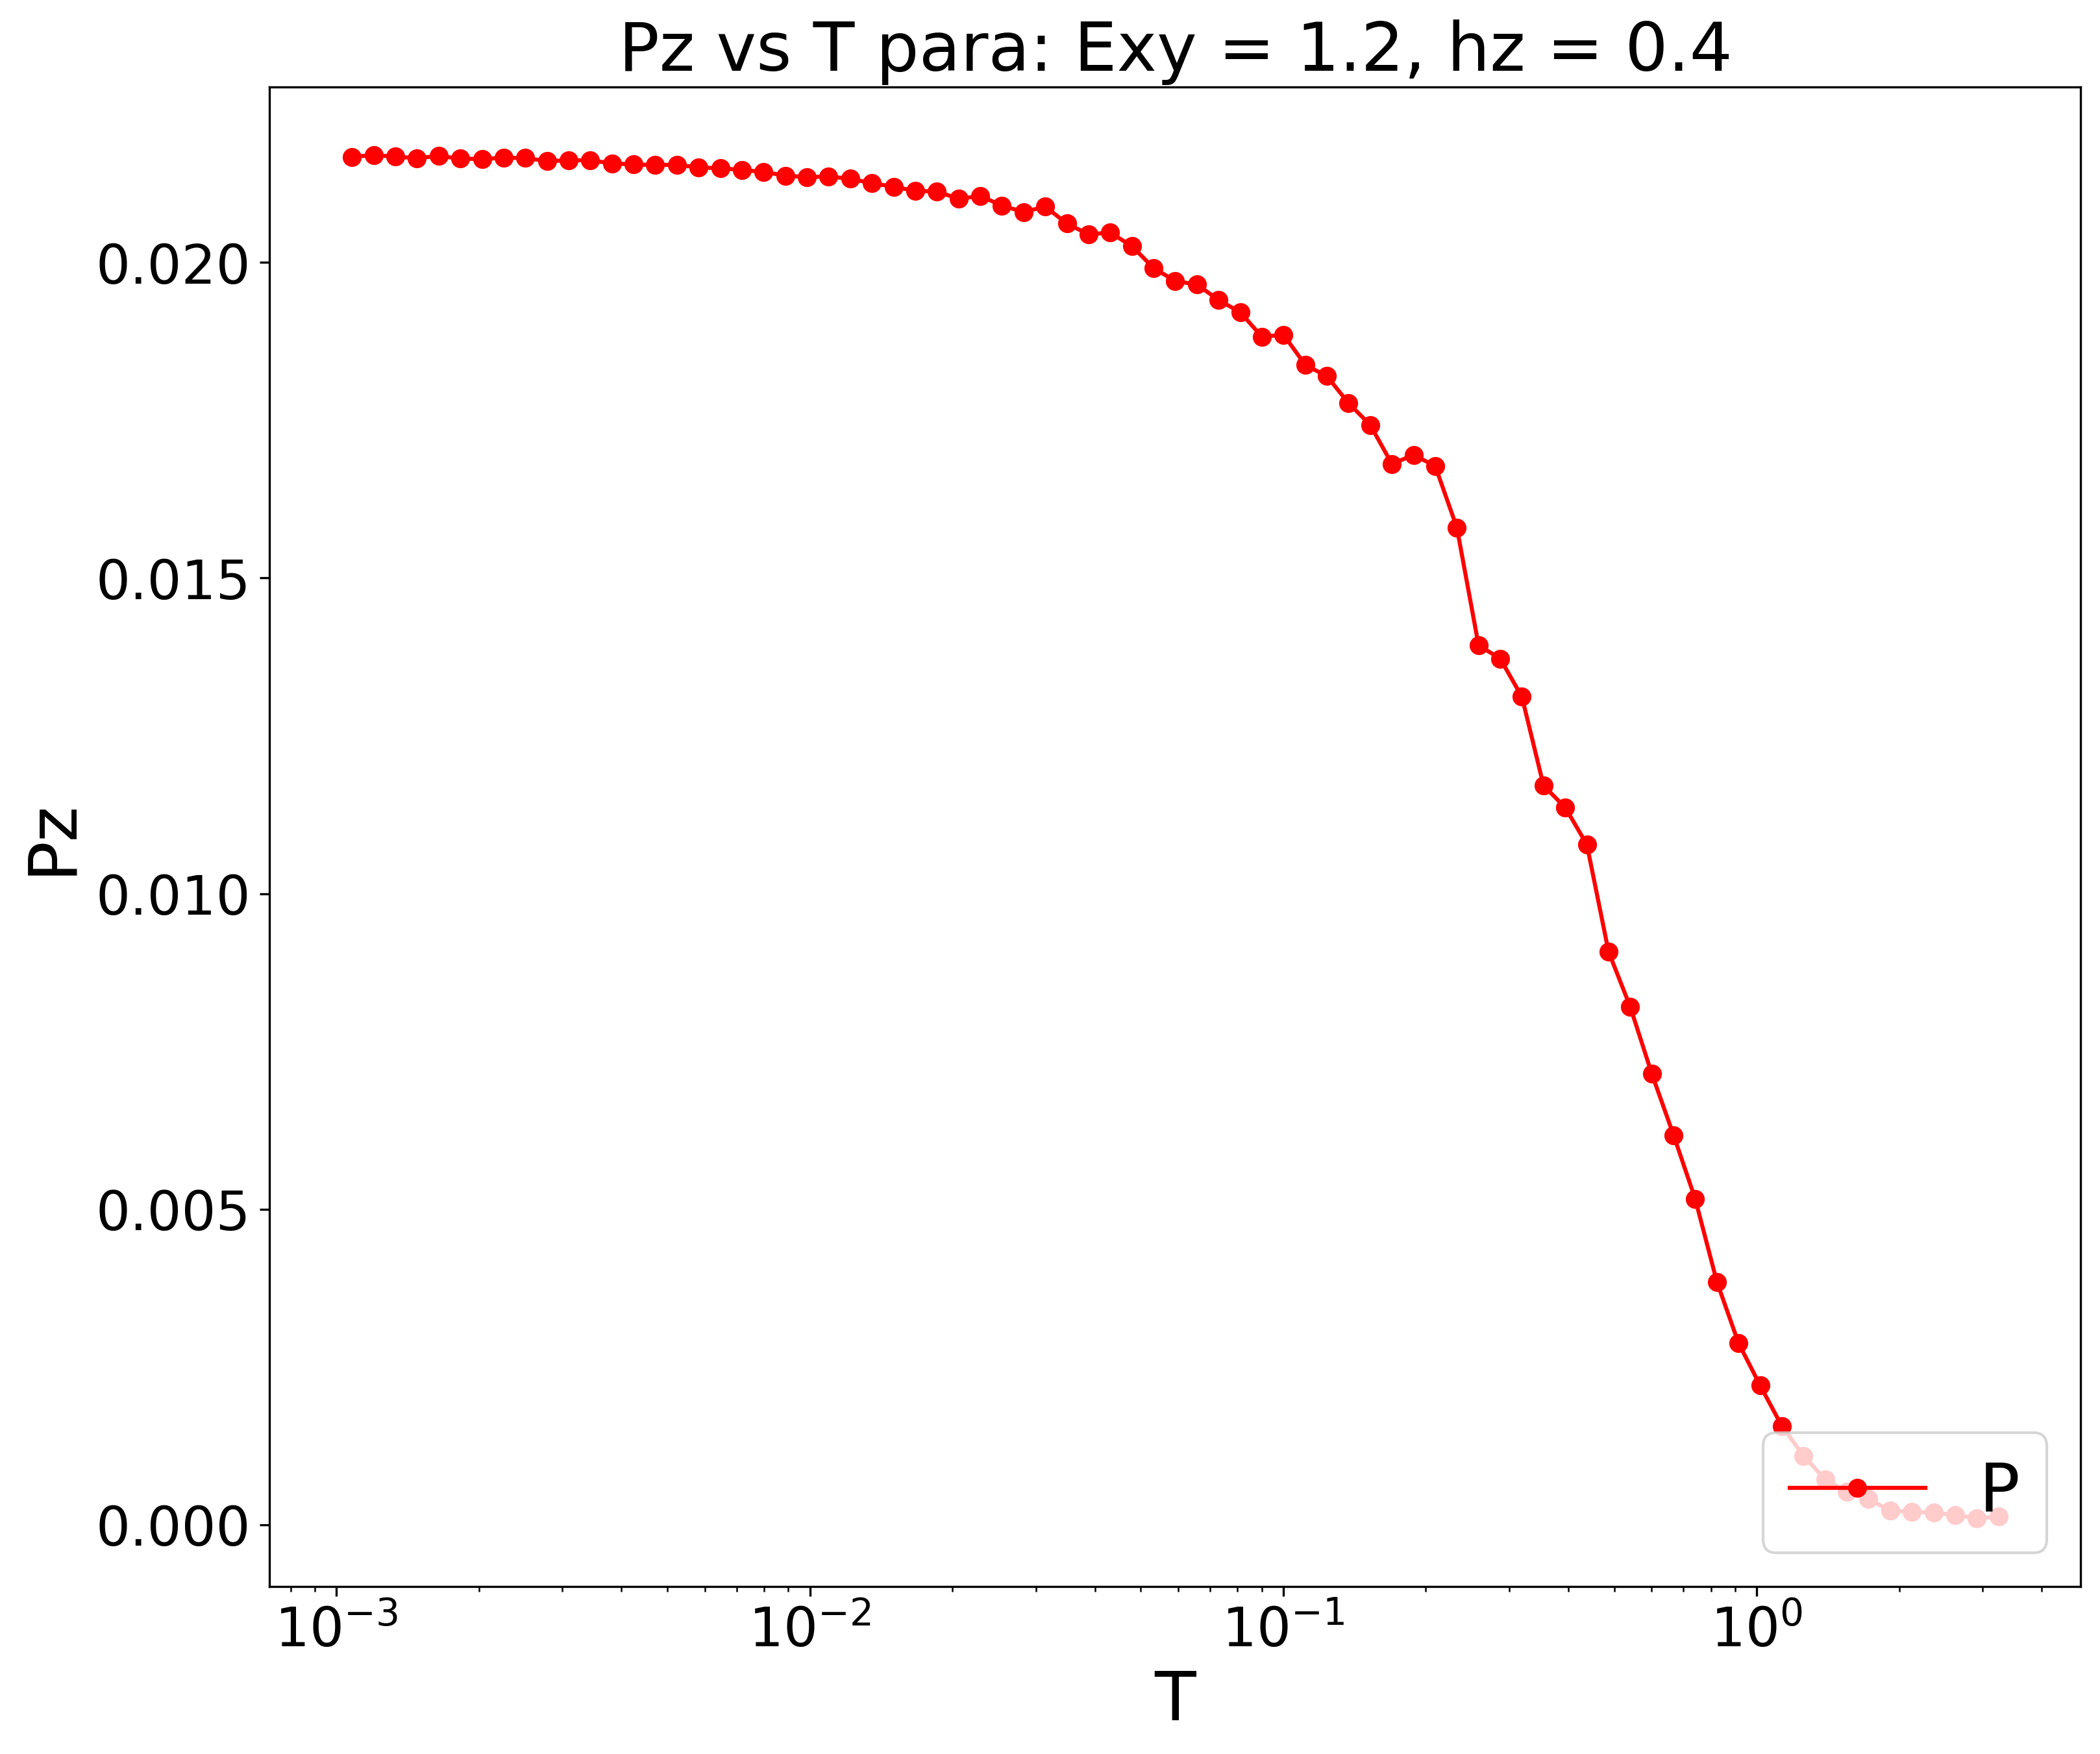 Pz vs T para: Exy = 1.2, hz = 0.4
Pz
0.020
0.015
0.010
0.005
0.000
P
10⁻³
10⁻²
10⁻¹
10⁰
T